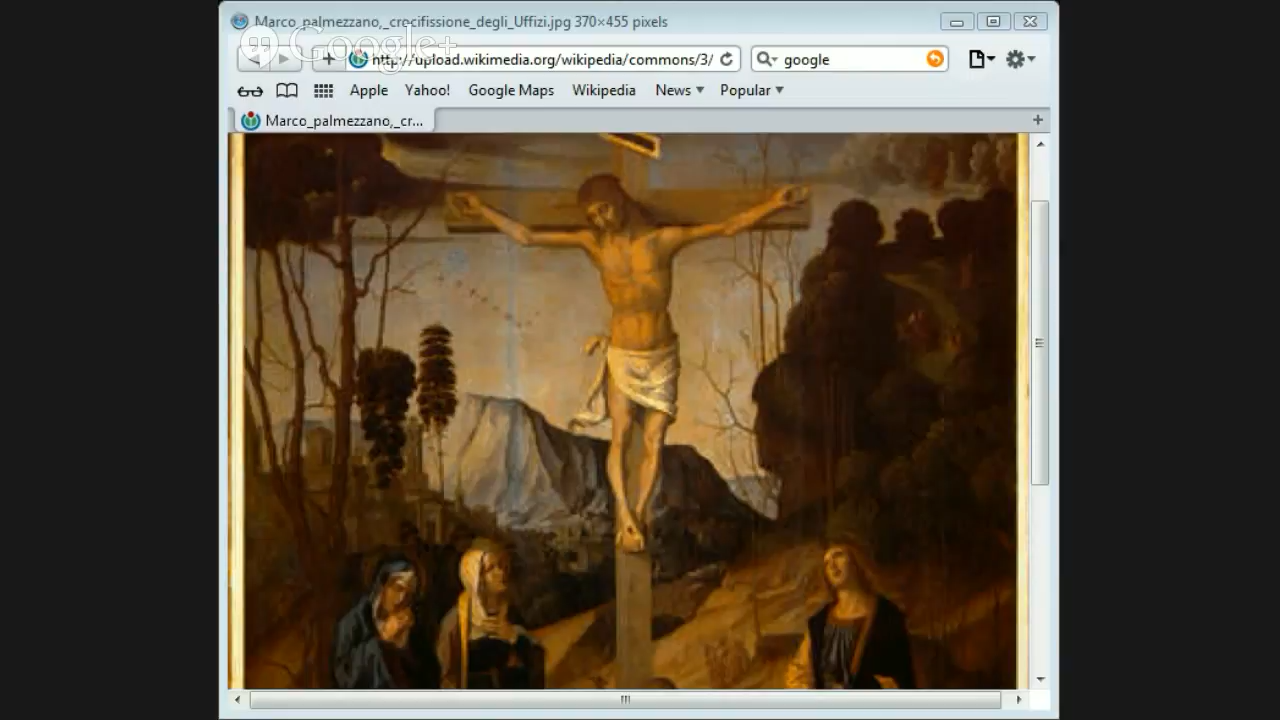 Marco_palmezzano,_crocifissione_degli_Uffizi.jpg 370×455 pixels
Google+
http://upload.wikimedia.org/wikipedia/commons/3/
google
Apple Yahoo! Google Maps Wikipedia News Popular
Marco_palmezzano,_cr...